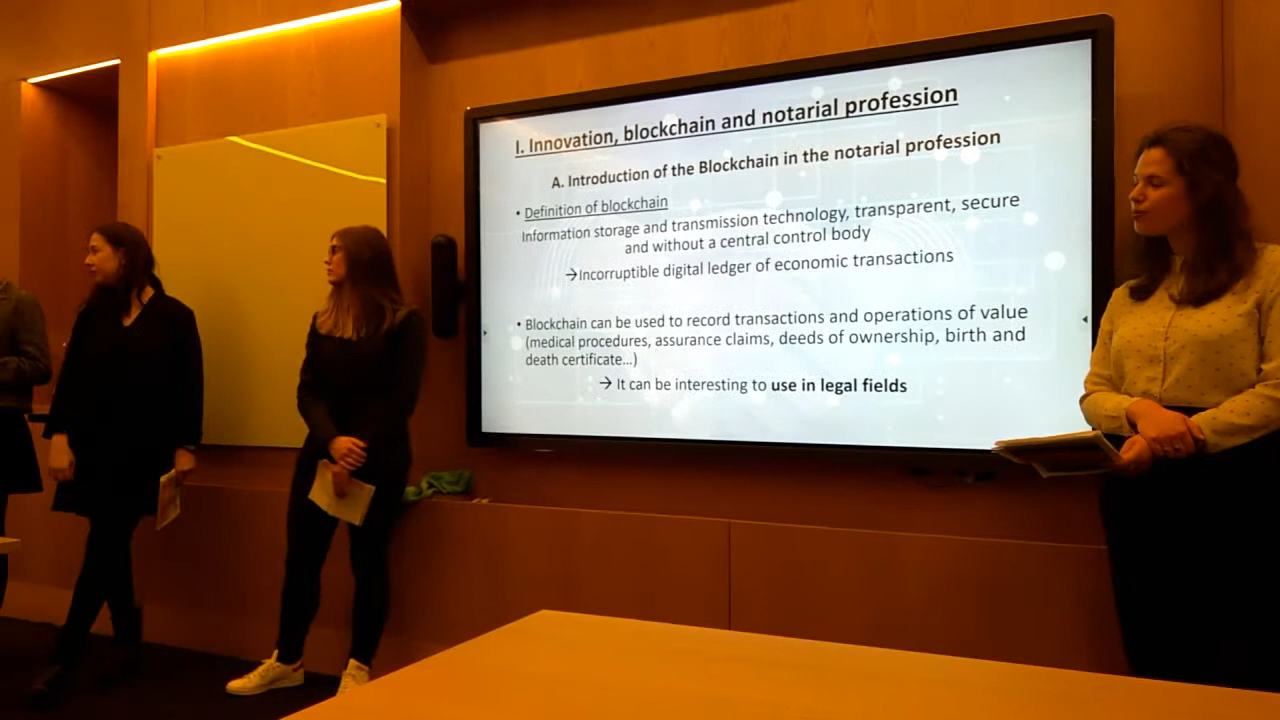 I. Innovation, blockchain and notarial profession
A. Introduction of the Blockchain in the notarial profession
• Definition of blockchain
Information storage and transmission technology, transparent, secure
and without a central control body
→Incorruptible digital ledger of economic transactions
• Blockchain can be used to record transactions and operations of value
(medical procedures, assurance claims, deeds of ownership, birth and
death certificate...)
→ It can be interesting to use in legal fields